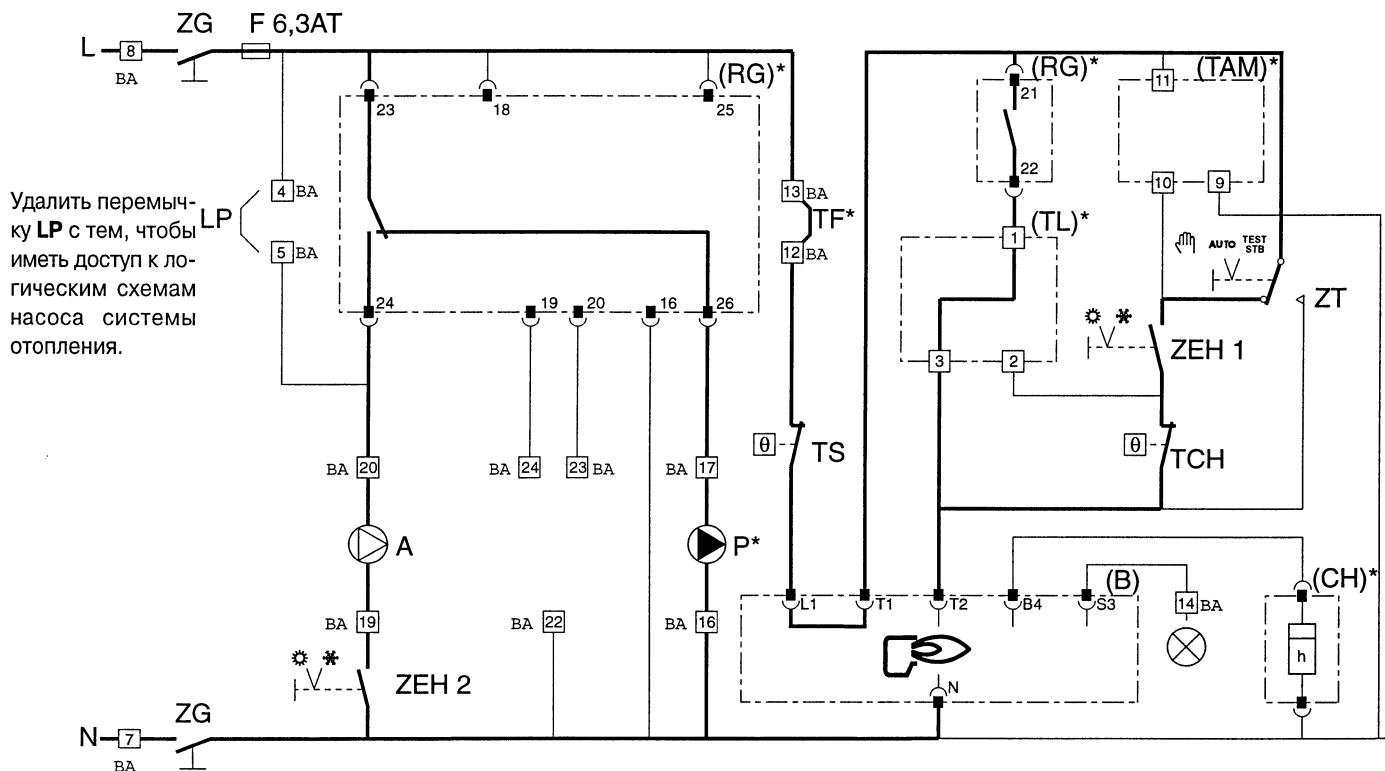 ZG F 6,3AT
L 8
BA
(RG)*
23 18 25
(RG)*
21
22
(TAM)*
11
10 9
Удалить перемыч-
ку LP с тем, чтобы
иметь доступ к ло-
гическим схемам
насоса системы
отопления.
LP
4 BA
5 BA
13 BA
TF*
12 BA
(TL)*
1
AUTO TEST
STB
ZT
24 19 20 16 26
3 2
ZEH 1
θ TS
θ TCH
BA 20
BA 24
23 BA
BA 17
A
P*
(B)
(CH)*
L1 T1 T2 B4 S3
14 BA
BA 19
BA 22
BA 16
h
ZEH 2
N
ZG
N 7
BA